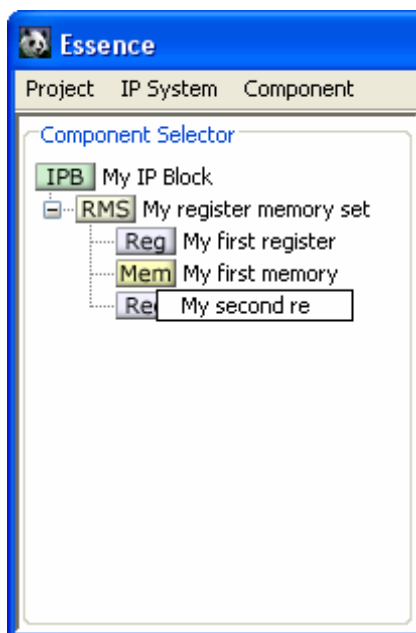 Essence
Project IP System Component
Component Selector
IPB My IP Block
RMS My register memory set
Reg My first register
Mem My first memory
Re My second re